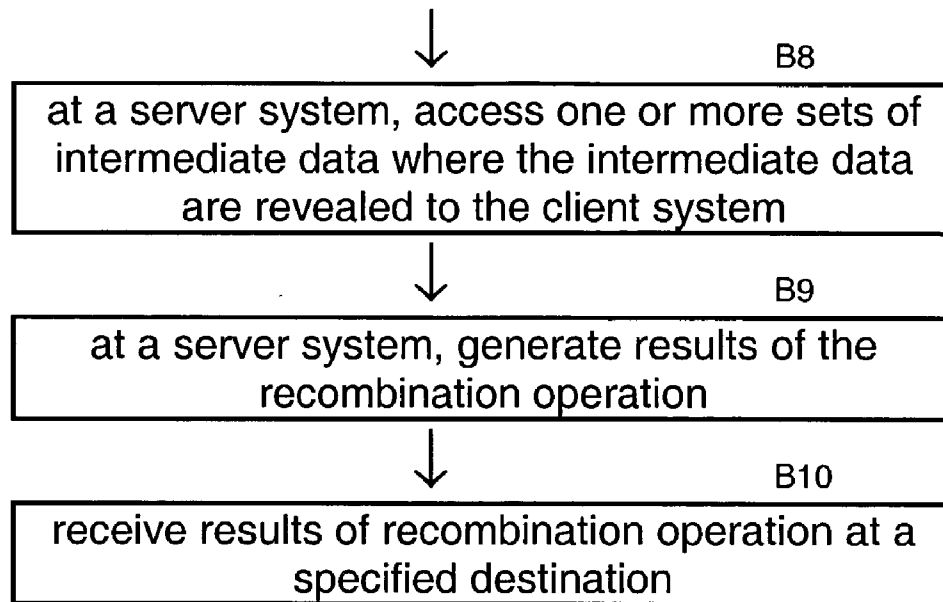 B8
at a server system, access one or more sets of
intermediate data where the intermediate data
are revealed to the client system
B9
at a server system, generate results of the
recombination operation
B10
receive results of recombination operation at a
specified destination